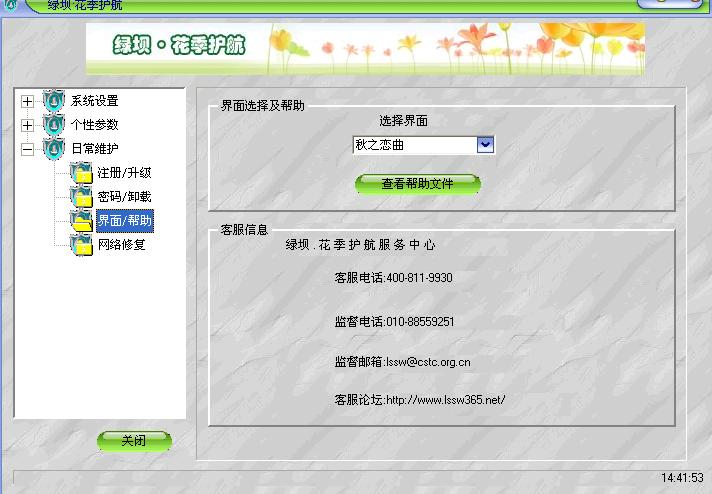 绿坝·花季护航
绿坝·花季护航
系统设置
个性参数
日常维护
注册/升级
密码/卸载
界面/帮助
网络修复
关闭
界面选择及帮助
选择界面
秋之恋曲
查看帮助文件
客服信息
绿坝.花季护航服务中心
客服电话:400-811-9930
监督电话:010-88559251
监督邮箱:lssw@cstc.org.cn
客服论坛:http://www.lssw365.net/
14:41:53